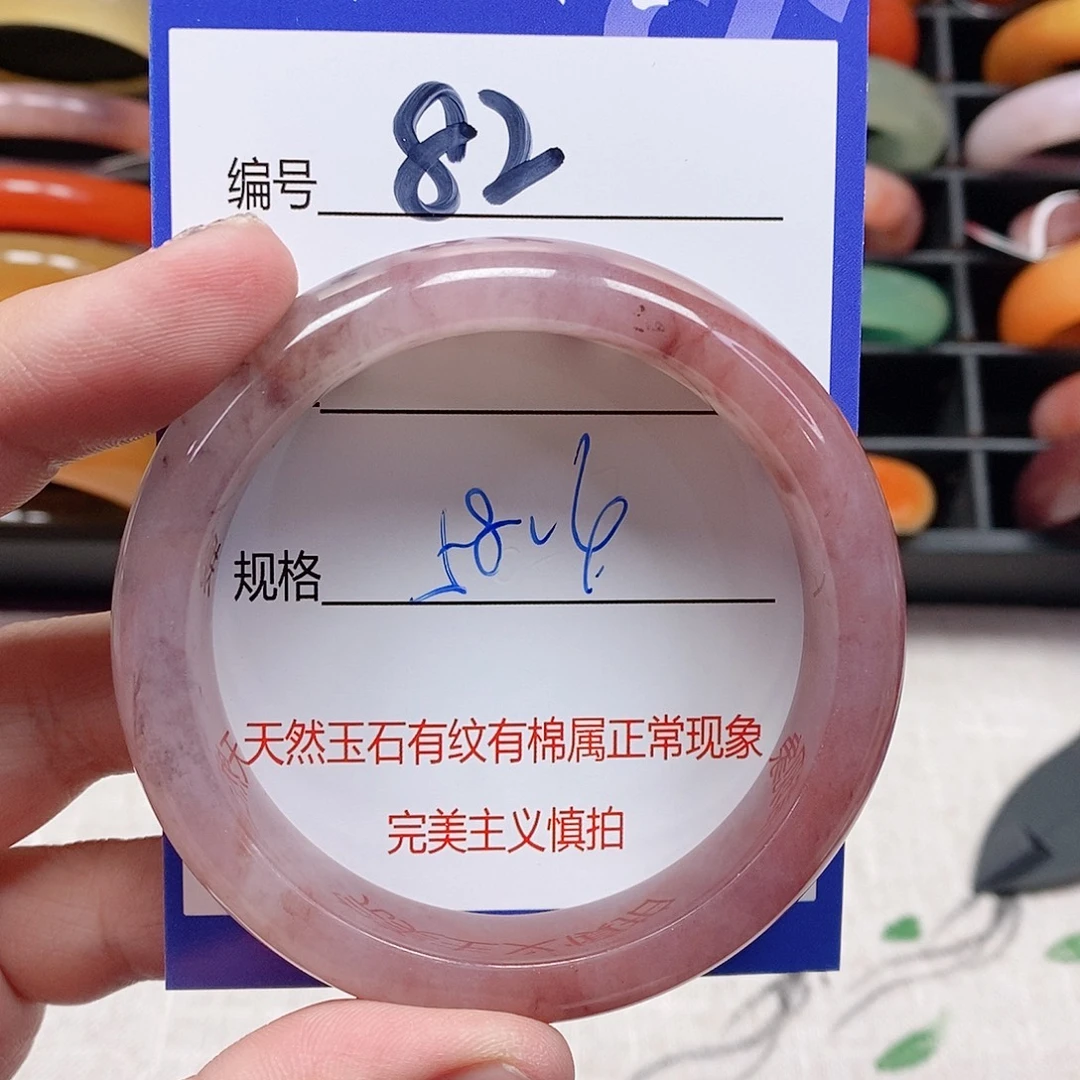 编号 82
规格 58.6
天然玉石有纹有棉属正常现象
完美主义慎拍